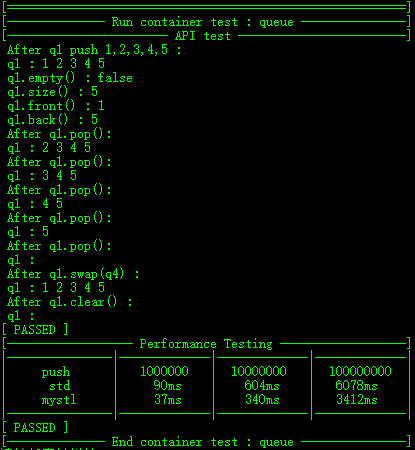 Run container test : queue
API test
After q1 push 1,2,3,4,5 :
q1 : 1 2 3 4 5
q1.empty() : false
q1.size() : 5
q1.front() : 1
q1.back() : 5
After q1.pop():
q1 : 2 3 4 5
After q1.pop():
q1 : 3 4 5
After q1.pop():
q1 : 4 5
After q1.pop():
q1 : 5
After q1.pop():
q1 :
After q1.swap(q4) :
q1 : 1 2 3 4 5
After q1.clear() :
q1 :
[ PASSED ]
Performance Testing
push 1000000 10000000 100000000
std 90ms 604ms 6078ms
mystl 37ms 340ms 3412ms
[ PASSED ]
End container test : queue